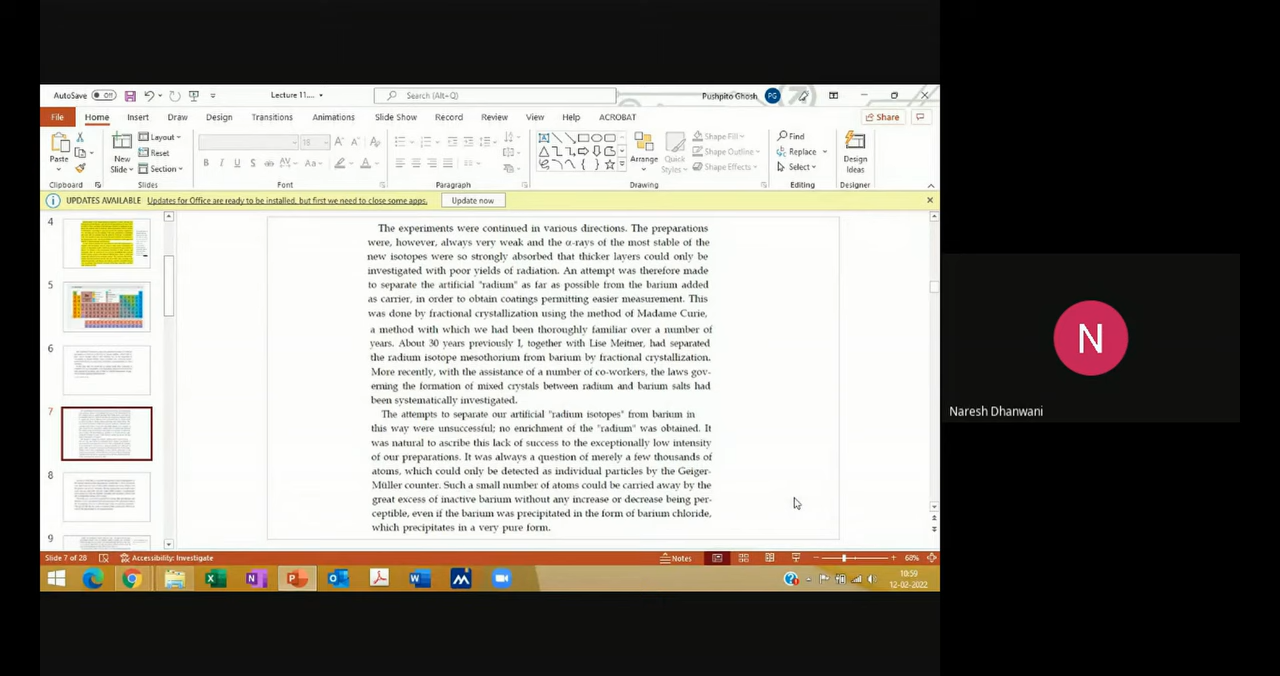 AutoSave Off
Lecture 11.... 
Search (Alt+Q)
Pushpito Ghosh PG
File Home Insert Draw Design Transitions Animations Slide Show Record Review View Help ACROBAT
Share
Paste
Clipboard
New
Slide
Layout
Reset
Section
Slides
18
B I U S ab AV Aa
Font
Paragraph
Arrange
Quick
Styles
Shape Fill
Shape Outline
Shape Effects
Drawing
Find
Replace
Select
Editing
Design
Ideas
Designer
UPDATES AVAILABLE Updates for Office are ready to be installed, but first we need to close some apps. Update now
4
5
6
7
8
9
The experiments were continued in various directions. The preparations
were, however, always very weak and the α-rays of the most stable of the
new isotopes were so strongly absorbed that thicker layers could only be
investigated with poor yields of radiation. An attempt was therefore made
to separate the artificial "radium" as far as possible from the barium added
as carrier, in order to obtain coatings permitting easier measurement. This
was done by fractional crystallization using the method of Madame Curie,
a method with which we had been thoroughly familiar over a number of
years. About 30 years previously I, together with Lise Meitner, had separated
the radium isotope mesothorium from barium by fractional crystallization.
More recently, with the assistance of a number of co-workers, the laws gov-
erning the formation of mixed crystals between radium and barium salts had
been systematically investigated.
The attempts to separate our artificial "radium isotopes" from barium in
this way were unsuccessful; no enrichment of the "radium" was obtained. It
was natural to ascribe this lack of success to the exceptionally low intensity
of our preparations. It was always a question of merely a few thousands of
atoms, which could only be detected as individual particles by the Geiger-
Müller counter. Such a small number of atoms could be carried away by the
great excess of inactive barium without any increase or decrease being per-
ceptible, even if the barium was precipitated in the form of barium chloride,
which precipitates in a very pure form.
N
Naresh Dhanwani
Slide 7 of 28 Accessibility: Investigate
Notes
68%
10:59
12-02-2022